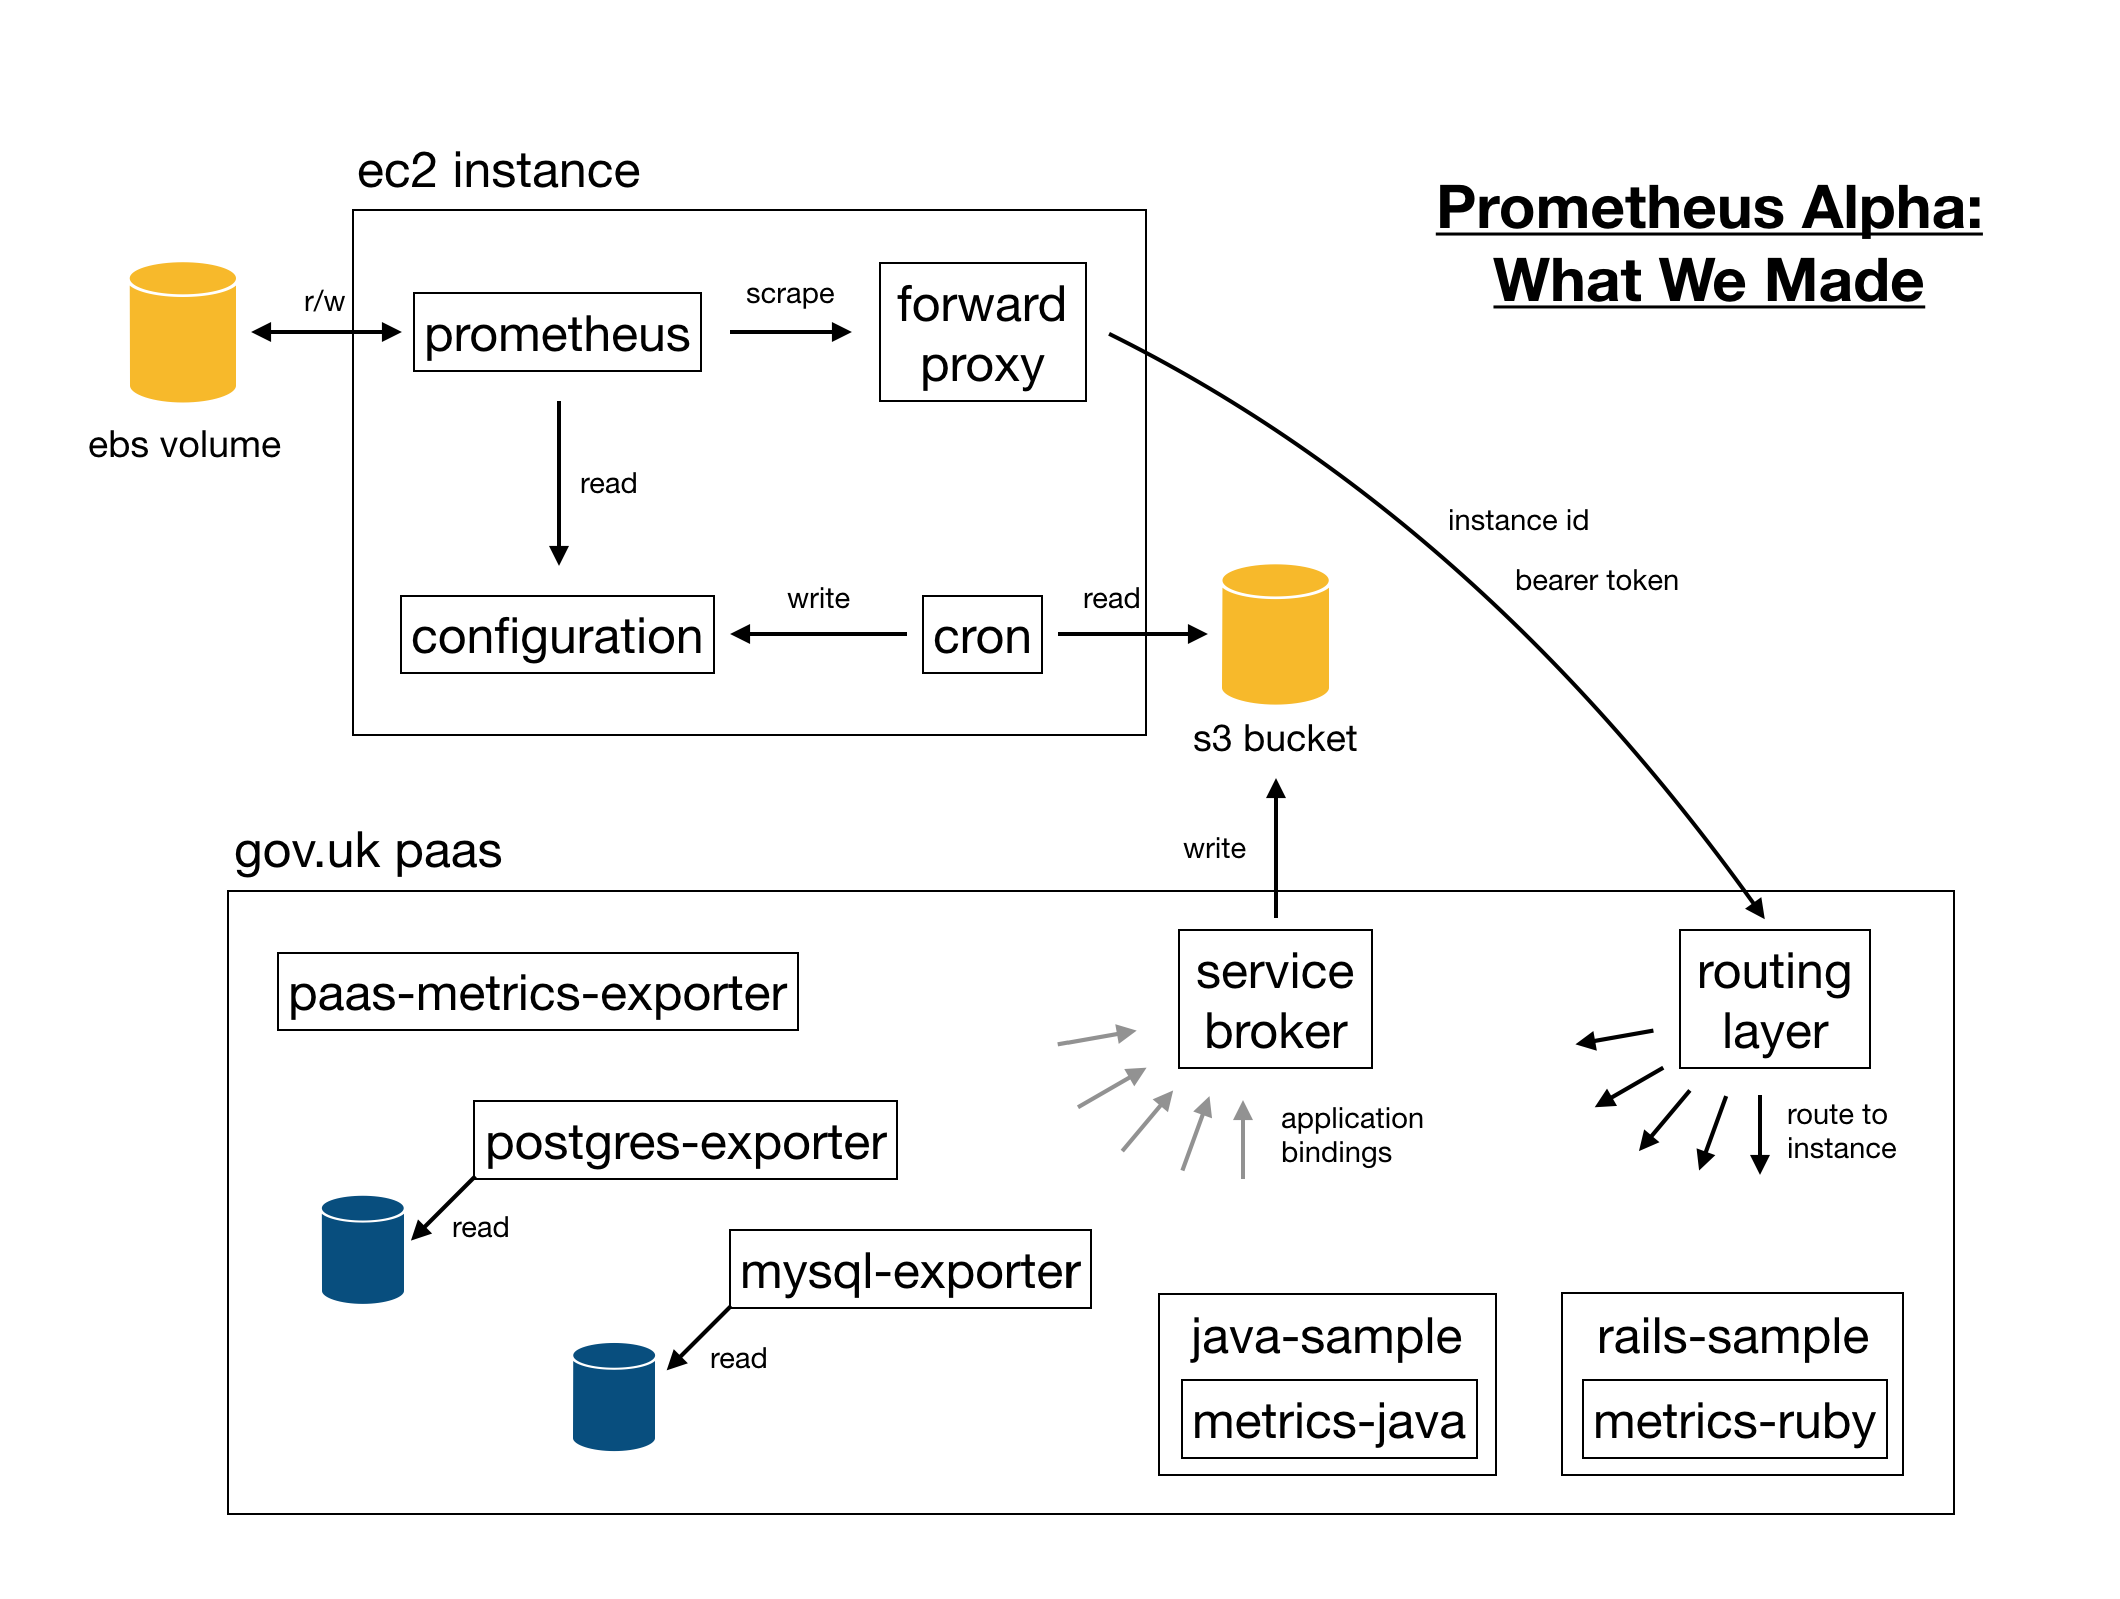 Prometheus Alpha:
What We Made
ec2 instance
ebs volume
r/w
prometheus
scrape
forward
proxy
read
configuration
write
cron
read
s3 bucket
instance id
bearer token
write
gov.uk paas
paas-metrics-exporter
postgres-exporter
read
mysql-exporter
read
service
broker
application
bindings
routing
layer
route to
instance
java-sample
metrics-java
rails-sample
metrics-ruby